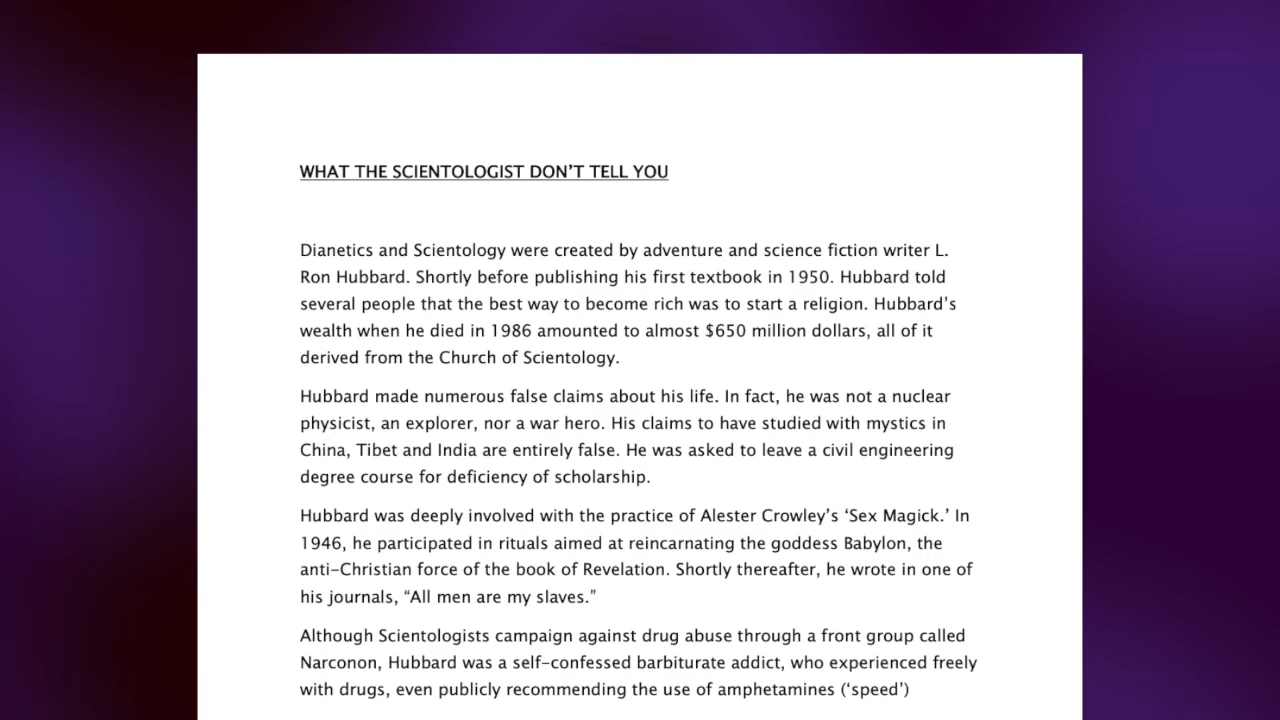 WHAT THE SCIENTOLOGIST DON'T TELL YOU
Dianetics and Scientology were created by adventure and science fiction writer L.
Ron Hubbard. Shortly before publishing his first textbook in 1950. Hubbard told
several people that the best way to become rich was to start a religion. Hubbard's
wealth when he died in 1986 amounted to almost $650 million dollars, all of it
derived from the Church of Scientology.
Hubbard made numerous false claims about his life. In fact, he was not a nuclear
physicist, an explorer, nor a war hero. His claims to have studied with mystics in
China, Tibet and India are entirely false. He was asked to leave a civil engineering
degree course for deficiency of scholarship.
Hubbard was deeply involved with the practice of Alester Crowley's ‘Sex Magick.’ In
1946, he participated in rituals aimed at reincarnating the goddess Babylon, the
anti-Christian force of the book of Revelation. Shortly thereafter, he wrote in one of
his journals, “All men are my slaves.”
Although Scientologists campaign against drug abuse through a front group called
Narconon, Hubbard was a self-confessed barbiturate addict, who experienced freely
with drugs, even publicly recommending the use of amphetamines (‘speed’)